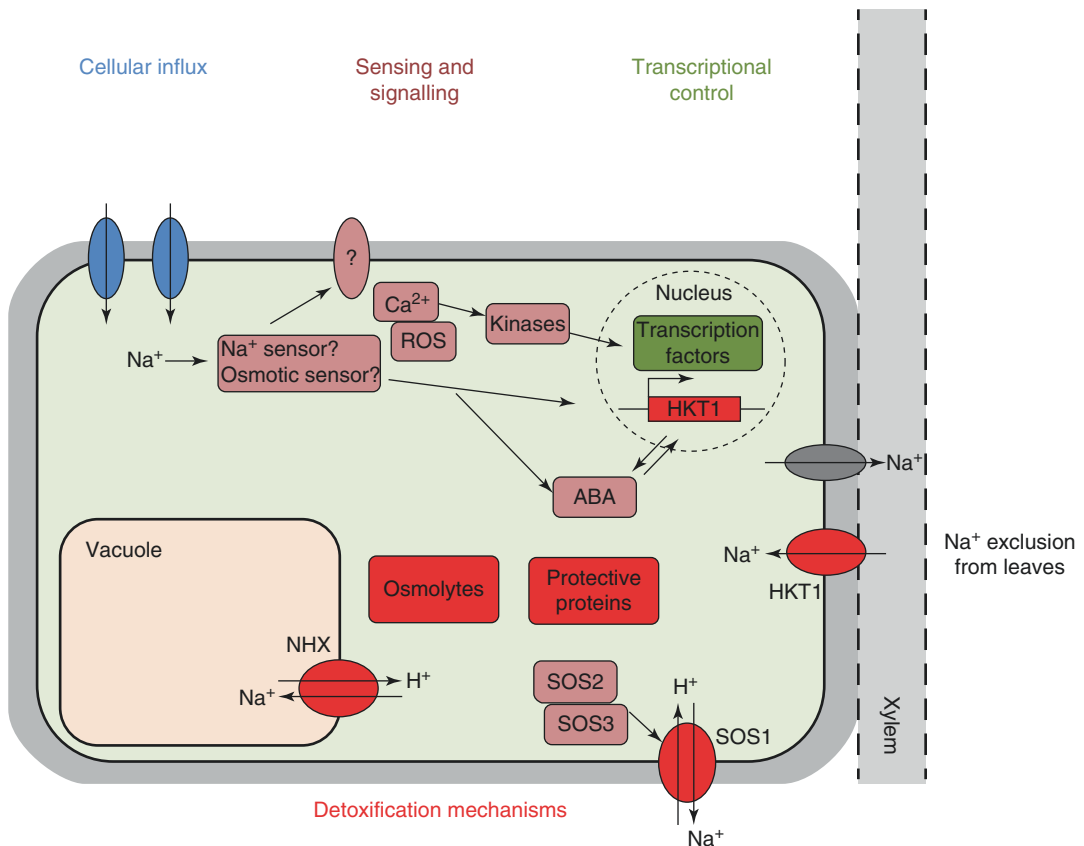 Cellular influx
Sensing and
signalling
Transcriptional
control
?
Ca²⁺
ROS
Kinases
Nucleus
Transcription
factors
HKT1
Na⁺
Na⁺ sensor?
Osmotic sensor?
ABA
Na⁺
Na⁺
HKT1
Na⁺ exclusion
from leaves
Vacuole
Osmolytes
Protective
proteins
NHX
H⁺
Na⁺
SOS2
SOS3
H⁺
SOS1
Na⁺
Xylem
Detoxification mechanisms